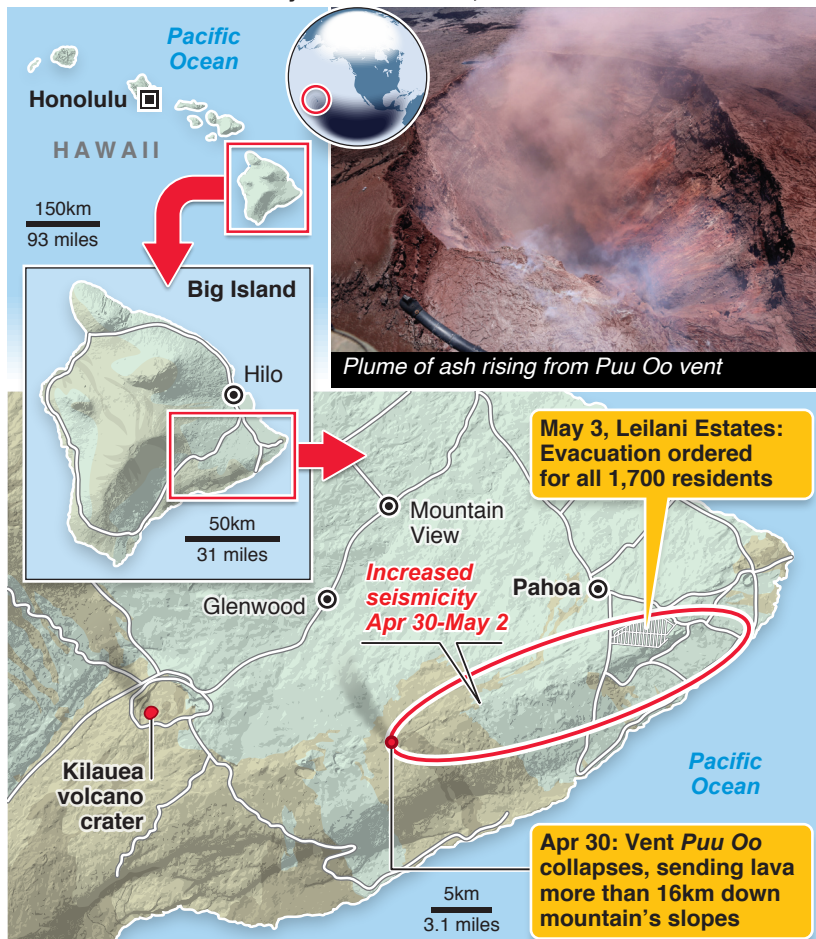 Pacific
Ocean
Honolulu
HAWAII
150km
93 miles
Big Island
Hilo
50km
31 miles
Plume of ash rising from Puu Oo vent
May 3, Leilani Estates:
Evacuation ordered
for all 1,700 residents
Mountain
View
Glenwood
Increased
seismicity
Apr 30-May 2
Pahoa
Kilauea
volcano
crater
Pacific
Ocean
Apr 30: Vent Puu Oo
collapses, sending lava
more than 16km down
mountain’s slopes
5km
3.1 miles